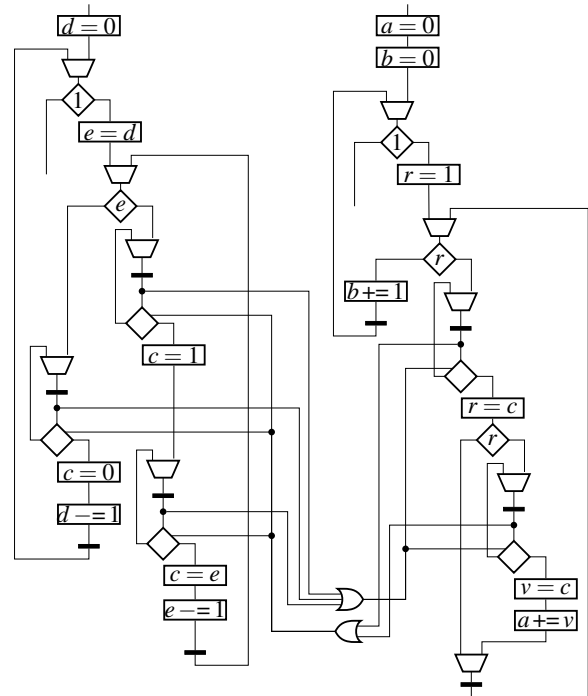 d = 0
1
e = d
e
c = 1
c = 0
d −= 1
c = e
e −= 1
a = 0
b = 0
1
r = 1
r
b += 1
r = c
r
v = c
a += v